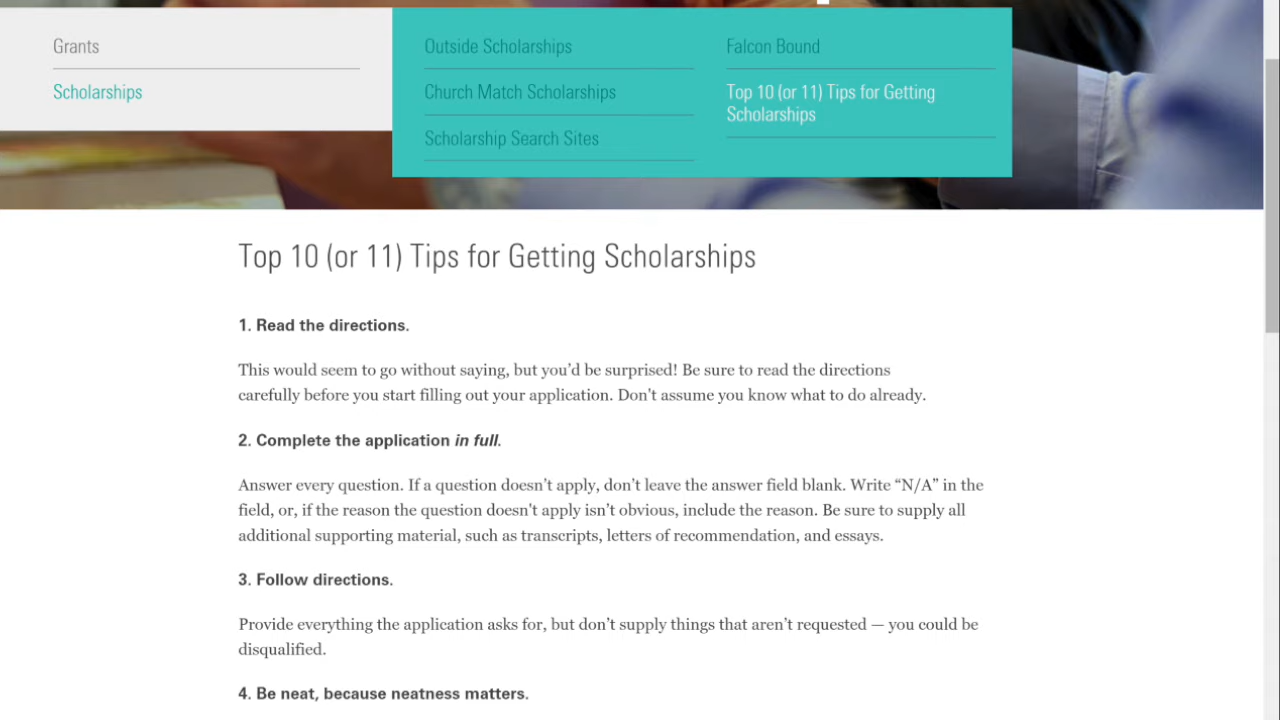 Grants
Scholarships
Outside Scholarships
Church Match Scholarships
Scholarship Search Sites
Falcon Bound
Top 10 (or 11) Tips for Getting
Scholarships
Top 10 (or 11) Tips for Getting Scholarships
1. Read the directions.
This would seem to go without saying, but you’d be surprised! Be sure to read the directions
carefully before you start filling out your application. Don't assume you know what to do already.
2. Complete the application in full.
Answer every question. If a question doesn’t apply, don’t leave the answer field blank. Write “N/A” in the
field, or, if the reason the question doesn't apply isn’t obvious, include the reason. Be sure to supply all
additional supporting material, such as transcripts, letters of recommendation, and essays.
3. Follow directions.
Provide everything the application asks for, but don’t supply things that aren’t requested — you could be
disqualified.
4. Be neat, because neatness matters.